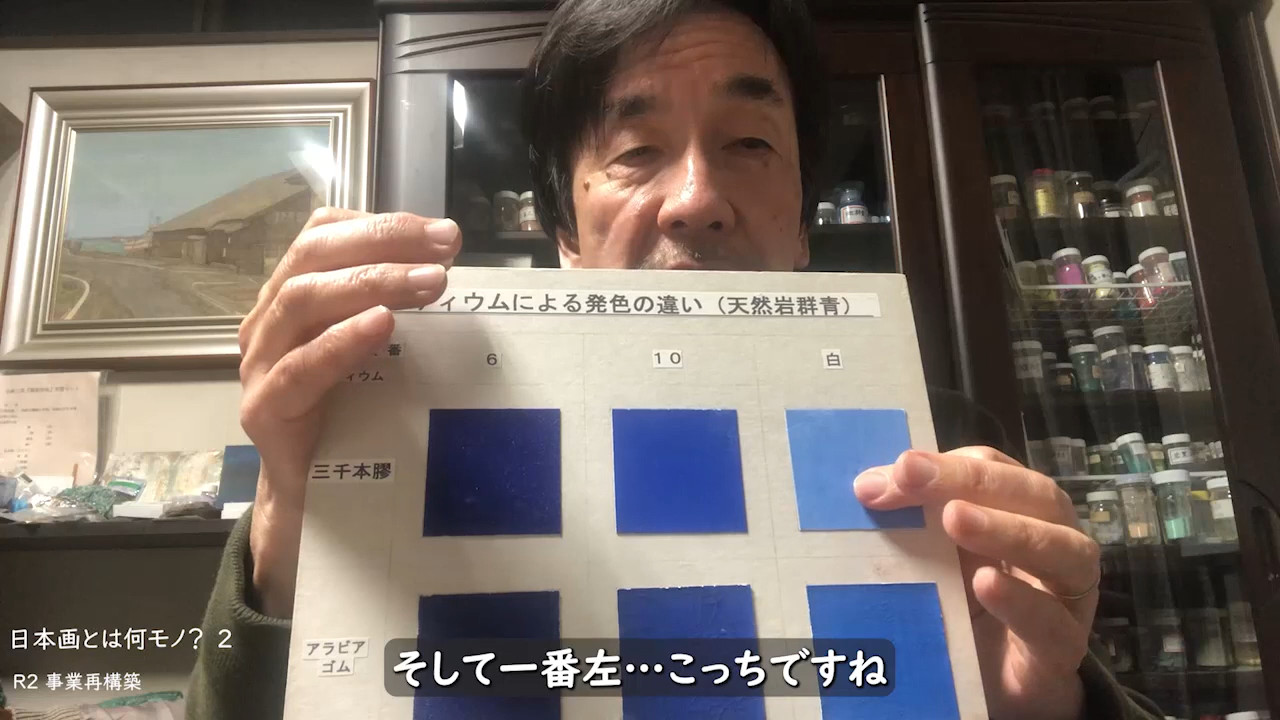 ィウムによる発色の違い（天然岩群青）
番
6
10
白
ィウム
三千本膠
アラビア
ゴム
日本画とは何モノ？ 2
R2 事業再構築
そして一番左…こっちですね